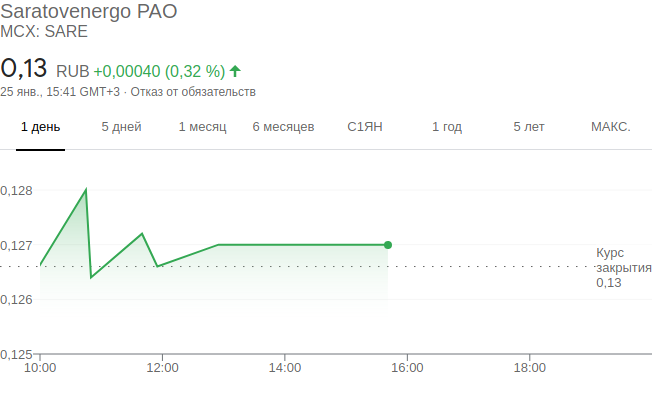 Saratovenergo PAO
MCX: SARE
0,13 RUB +0,00040 (0,32 %)
25 янв., 15:41 GMT+3 · Отказ от обязательств
1 день 5 дней 1 месяц 6 месяцев С1ЯН 1 год 5 лет МАКС.
0,128
0,127
Курс
закрытия
0,13
0,126
0,125
10:00 12:00 14:00 16:00 18:00